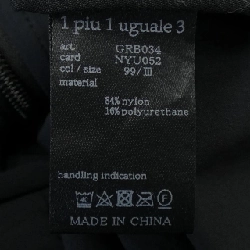 1 piu 1 uguale 3
art GRB034
card NYU052
col / size 99/III
material
84% nylon
16% polyurethane
handling indication
MADE IN CHINA